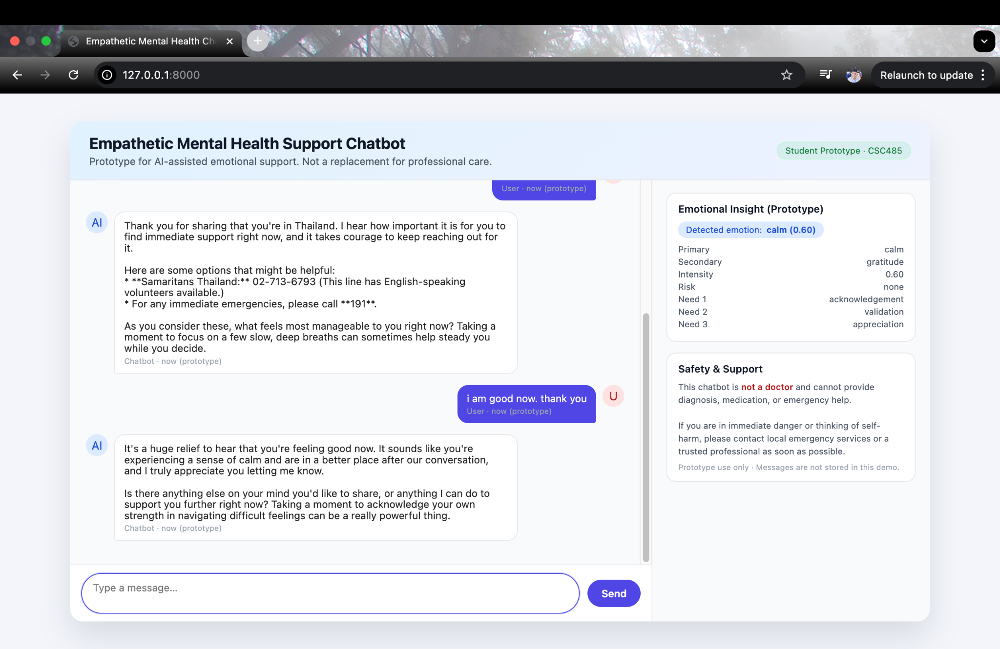 Empathetic Mental Health Ch
127.0.0.1:8000
Relaunch to update
Empathetic Mental Health Support Chatbot
Prototype for AI-assisted emotional support. Not a replacement for professional care.
Student Prototype · CSC485
User · now (prototype)
AI
Thank you for sharing that you're in Thailand. I hear how important it is for you to
find immediate support right now, and it takes courage to keep reaching out for
it.
Here are some options that might be helpful:
* **Samaritans Thailand:** 02-713-6793 (This line has English-speaking
volunteers available.)
* For any immediate emergencies, please call **191**.
As you consider these, what feels most manageable to you right now? Taking a
moment to focus on a few slow, deep breaths can sometimes help steady you
while you decide.
Chatbot · now (prototype)
i am good now. thank you
User · now (prototype)
U
AI
It's a huge relief to hear that you're feeling good now. It sounds like you're
experiencing a sense of calm and are in a better place after our conversation,
and I truly appreciate you letting me know.
Is there anything else on your mind you'd like to share, or anything I can do to
support you further right now? Taking a moment to acknowledge your own
strength in navigating difficult feelings can be a really powerful thing.
Chatbot · now (prototype)
Type a message...
Send
Emotional Insight (Prototype)
Detected emotion: calm (0.60)
Primary calm
Secondary gratitude
Intensity 0.60
Risk none
Need 1 acknowledgement
Need 2 validation
Need 3 appreciation
Safety & Support
This chatbot is not a doctor and cannot provide
diagnosis, medication, or emergency help.
If you are in immediate danger or thinking of self-
harm, please contact local emergency services or a
trusted professional as soon as possible.
Prototype use only · Messages are not stored in this demo.